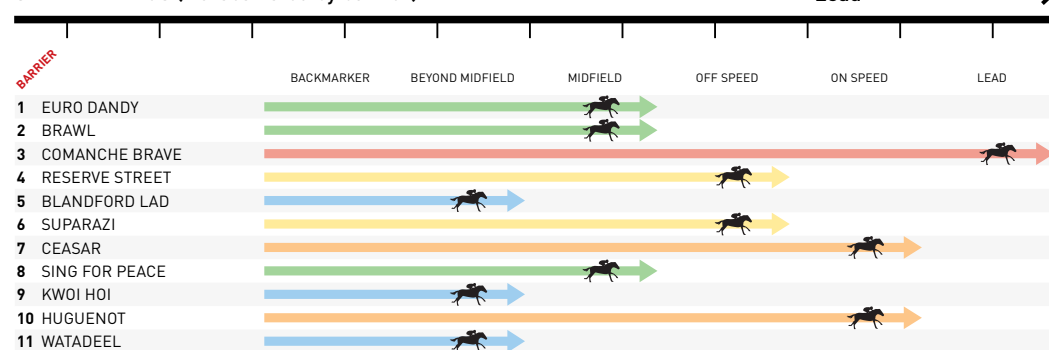 BARRIER
BACKMARKER BEYOND MIDFIELD MIDFIELD OFF SPEED ON SPEED LEAD
1 EURO DANDY
2 BRAWL
3 COMANCHE BRAVE
4 RESERVE STREET
5 BLANDFORD LAD
6 SUPARAZI
7 CEASAR
8 SING FOR PEACE
9 KWOI HOI
10 HUGUENOT
11 WATADEEL